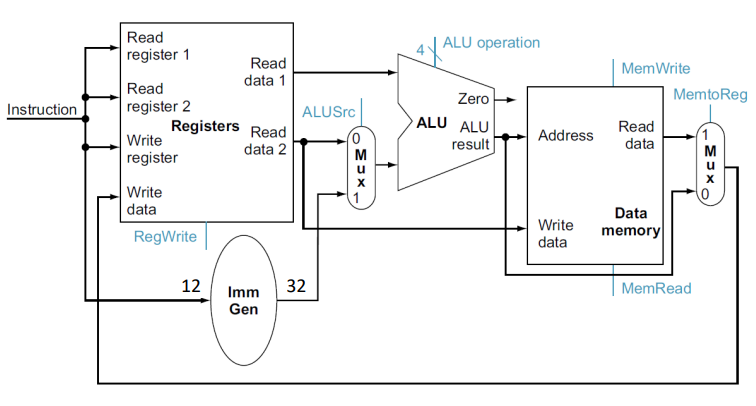 Instruction
Read
register 1
Read
register 2
Write
register
Write
data
Registers
Read
data 1
Read
data 2
RegWrite
12
Imm
Gen
32
ALUSrc
0
M
u
x
1
4
ALU operation
Zero
ALU
ALU
result
MemWrite
Address
Read
data
Write
data
Data
memory
MemRead
MemtoReg
1
M
u
x
0